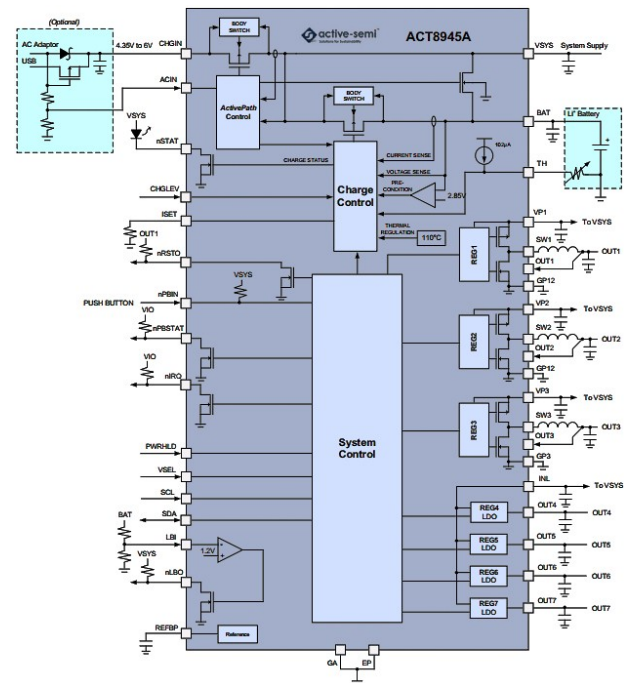 (Optional)
AC Adaptor
USB
4.35V to 6V
CHGIN
BODY
SWITCH
active-semi
ACT8945A
VSYS
System Supply
ACIN
ActivePath
Control
BODY
SWITCH
BAT
Li+ Battery
VSYS
nSTAT
CHARGE STATUS
CURRENT SENSE
VOLTAGE SENSE
PRE-
CONDITION
2.85V
TH
Charge
Control
CHGLEV
ISET
THERMAL
REGULATION
110°C
VP1
To VSYS
OUT1
nRSTO
REG1
SW1
OUT1
OUT1
GP12
VSYS
nPBIN
PUSH BUTTON
VP2
To VSYS
VIO
nPBSTAT
REG2
SW2
OUT2
OUT2
GP12
VIO
nIRQ
VP3
To VSYS
REG3
SW3
OUT3
OUT3
GP3
System
Control
PWRHLD
VSEL
SCL
SDA
INL
To VSYS
REG4
LDO
OUT4
OUT4
BAT
LBI
1.2V
REG5
LDO
OUT5
OUT5
VSYS
nLBO
REG6
LDO
OUT6
OUT6
REG7
LDO
OUT7
OUT7
REFBP
Reference
GA
EP